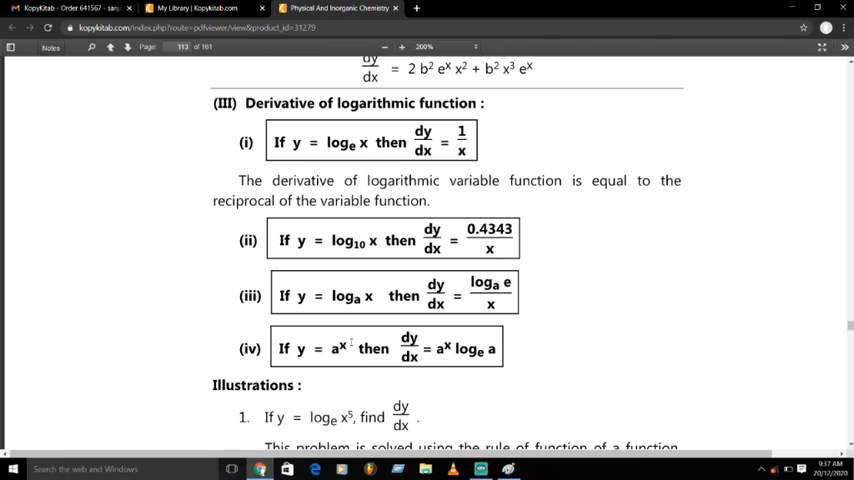 KopyKitab - Order 641567 - sanj
My Library | Kopykitab.com
Physical And Inorganic Chemistry
kopykitab.com/index.php?route=pdfviewer/view&product_id=31279
Notes
Page: 113 of 161
200%
dy/dx = 2 b² eˣ x² + b² x³ eˣ
(III) Derivative of logarithmic function :
(i) If y = logₑ x then dy/dx = 1/x
The derivative of logarithmic variable function is equal to the
reciprocal of the variable function.
(ii) If y = log₁₀ x then dy/dx = 0.4343/x
(iii) If y = logₐ x then dy/dx = logₐ e/x
(iv) If y = aˣ then dy/dx = aˣ logₑ a
Illustrations :
1. If y = logₑ x⁵, find dy/dx .
This problem is solved using the rule of function of a function.
Search the web and Windows
9:37 AM
20/12/2020